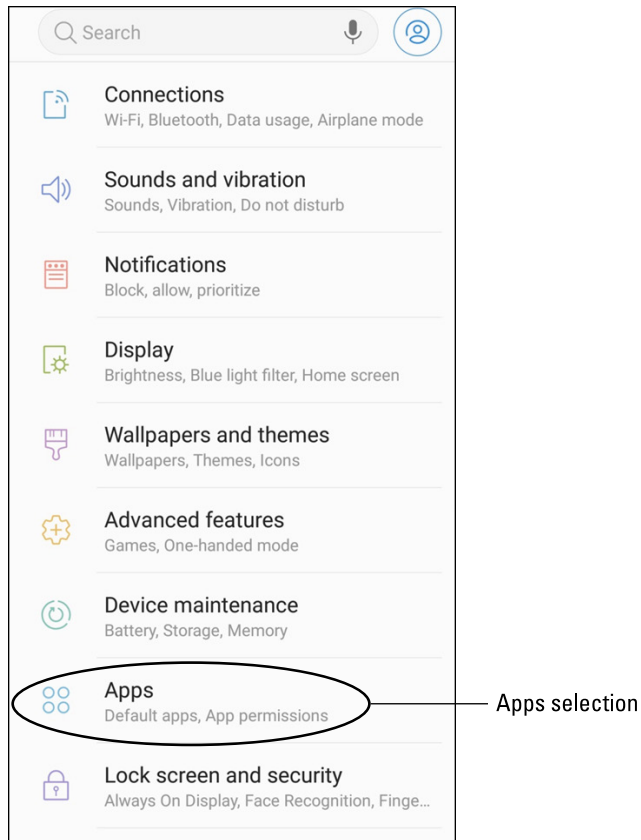 Search
Connections
Wi-Fi, Bluetooth, Data usage, Airplane mode
Sounds and vibration
Sounds, Vibration, Do not disturb
Notifications
Block, allow, prioritize
Display
Brightness, Blue light filter, Home screen
Wallpapers and themes
Wallpapers, Themes, Icons
Advanced features
Games, One-handed mode
Device maintenance
Battery, Storage, Memory
Apps
Default apps, App permissions
Apps selection
Lock screen and security
Always On Display, Face Recognition, Finge...